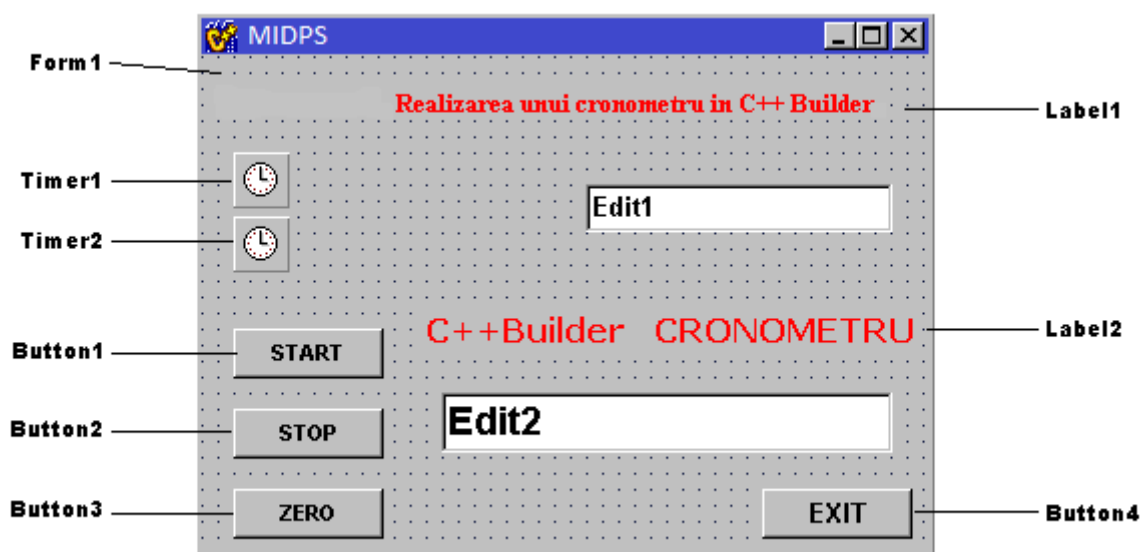 MIDPS
Form1
Realizarea unui cronometru in C++ Builder
Label1
Timer1
Edit1
Timer2
C++Builder CRONOMETRU
Label2
Button1
START
Button2
STOP
Edit2
Button3
ZERO
EXIT
Button4